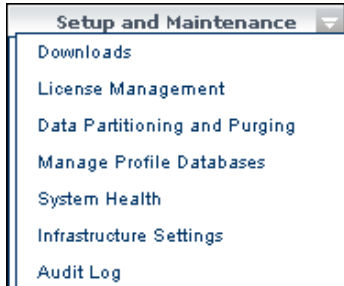 Setup and Maintenance
Downloads
License Management
Data Partitioning and Purging
Manage Profile Databases
System Health
Infrastructure Settings
Audit Log